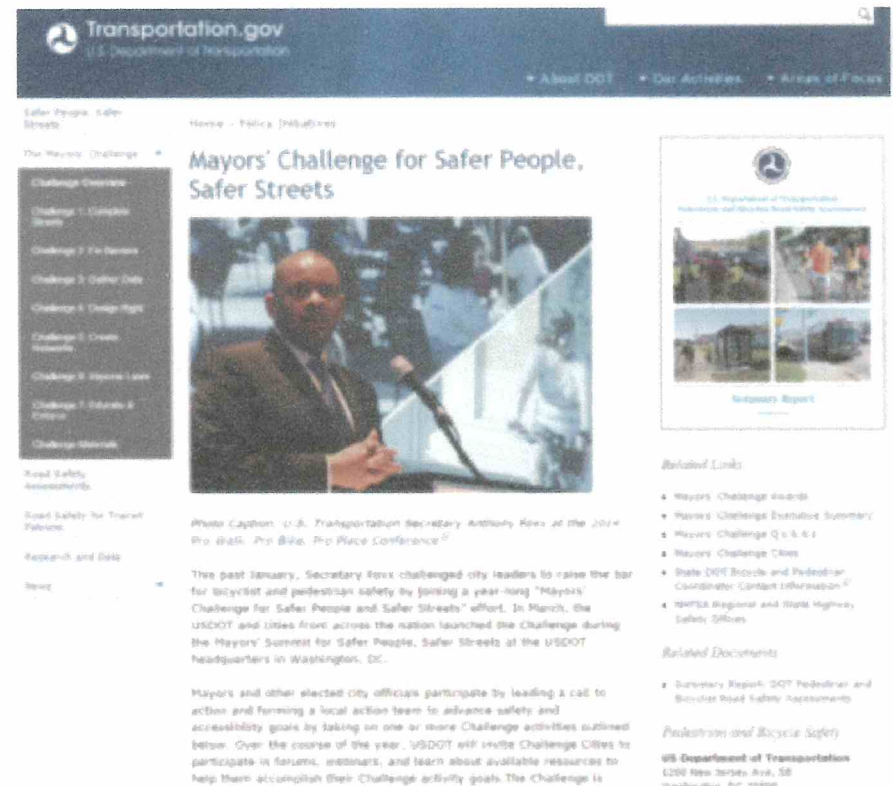 Transportation.gov
U.S. Department of Transportation
About DOT
Our Activities
Areas of Focus
Safer People, Safer
Streets
The Mayors' Challenge
Challenge Overview
Challenge 1: Complete
Streets
Challenge 2: Fix Barriers
Challenge 3: Gather Data
Challenge 4: Design Right
Challenge 5: Create
Networks
Challenge 6: Improve Laws
Challenge 7: Educate &
Enforce
Challenge Materials
Road Safety
Assessments
Road Safety for Transit
Patrons
Research and Data
News
Home » Policy Initiatives
Mayors' Challenge for Safer People,
Safer Streets
Photo Caption: U.S. Transportation Secretary Anthony Foxx at the 2014
Pro Walk, Pro Bike, Pro Place Conference
This past January, Secretary Foxx challenged city leaders to raise the bar
for bicyclist and pedestrian safety by joining a year-long "Mayors'
Challenge for Safer People and Safer Streets" effort. In March, the
USDOT and cities from across the nation launched the Challenge during
the Mayors' Summit for Safer People, Safer Streets at the USDOT
headquarters in Washington, DC.
Mayors and other elected city officials participate by leading a call to
action and forming a local action team to advance safety and
accessibility goals by taking on one or more Challenge activities outlined
below. Over the course of the year, USDOT will invite Challenge Cities to
participate in forums, webinars, and learn about available resources to
help them accomplish their Challenge activity goals. The Challenge is
U.S. Department of Transportation
Pedestrian and Bicyclist Road Safety Assessments
Summary Report
Related Links
Mayors' Challenge Awards
Mayors' Challenge Executive Summary
Mayors' Challenge Q & A s
Mayors' Challenge Cities
State DOT Bicycle and Pedestrian
Coordinator Contact Information
NHTSA Regional and State Highway
Safety Offices
Related Documents
Summary Report: DOT Pedestrian and
Bicyclist Road Safety Assessments
Pedestrian and Bicycle Safety
US Department of Transportation
1200 New Jersey Ave, SE
Washington, DC 20590